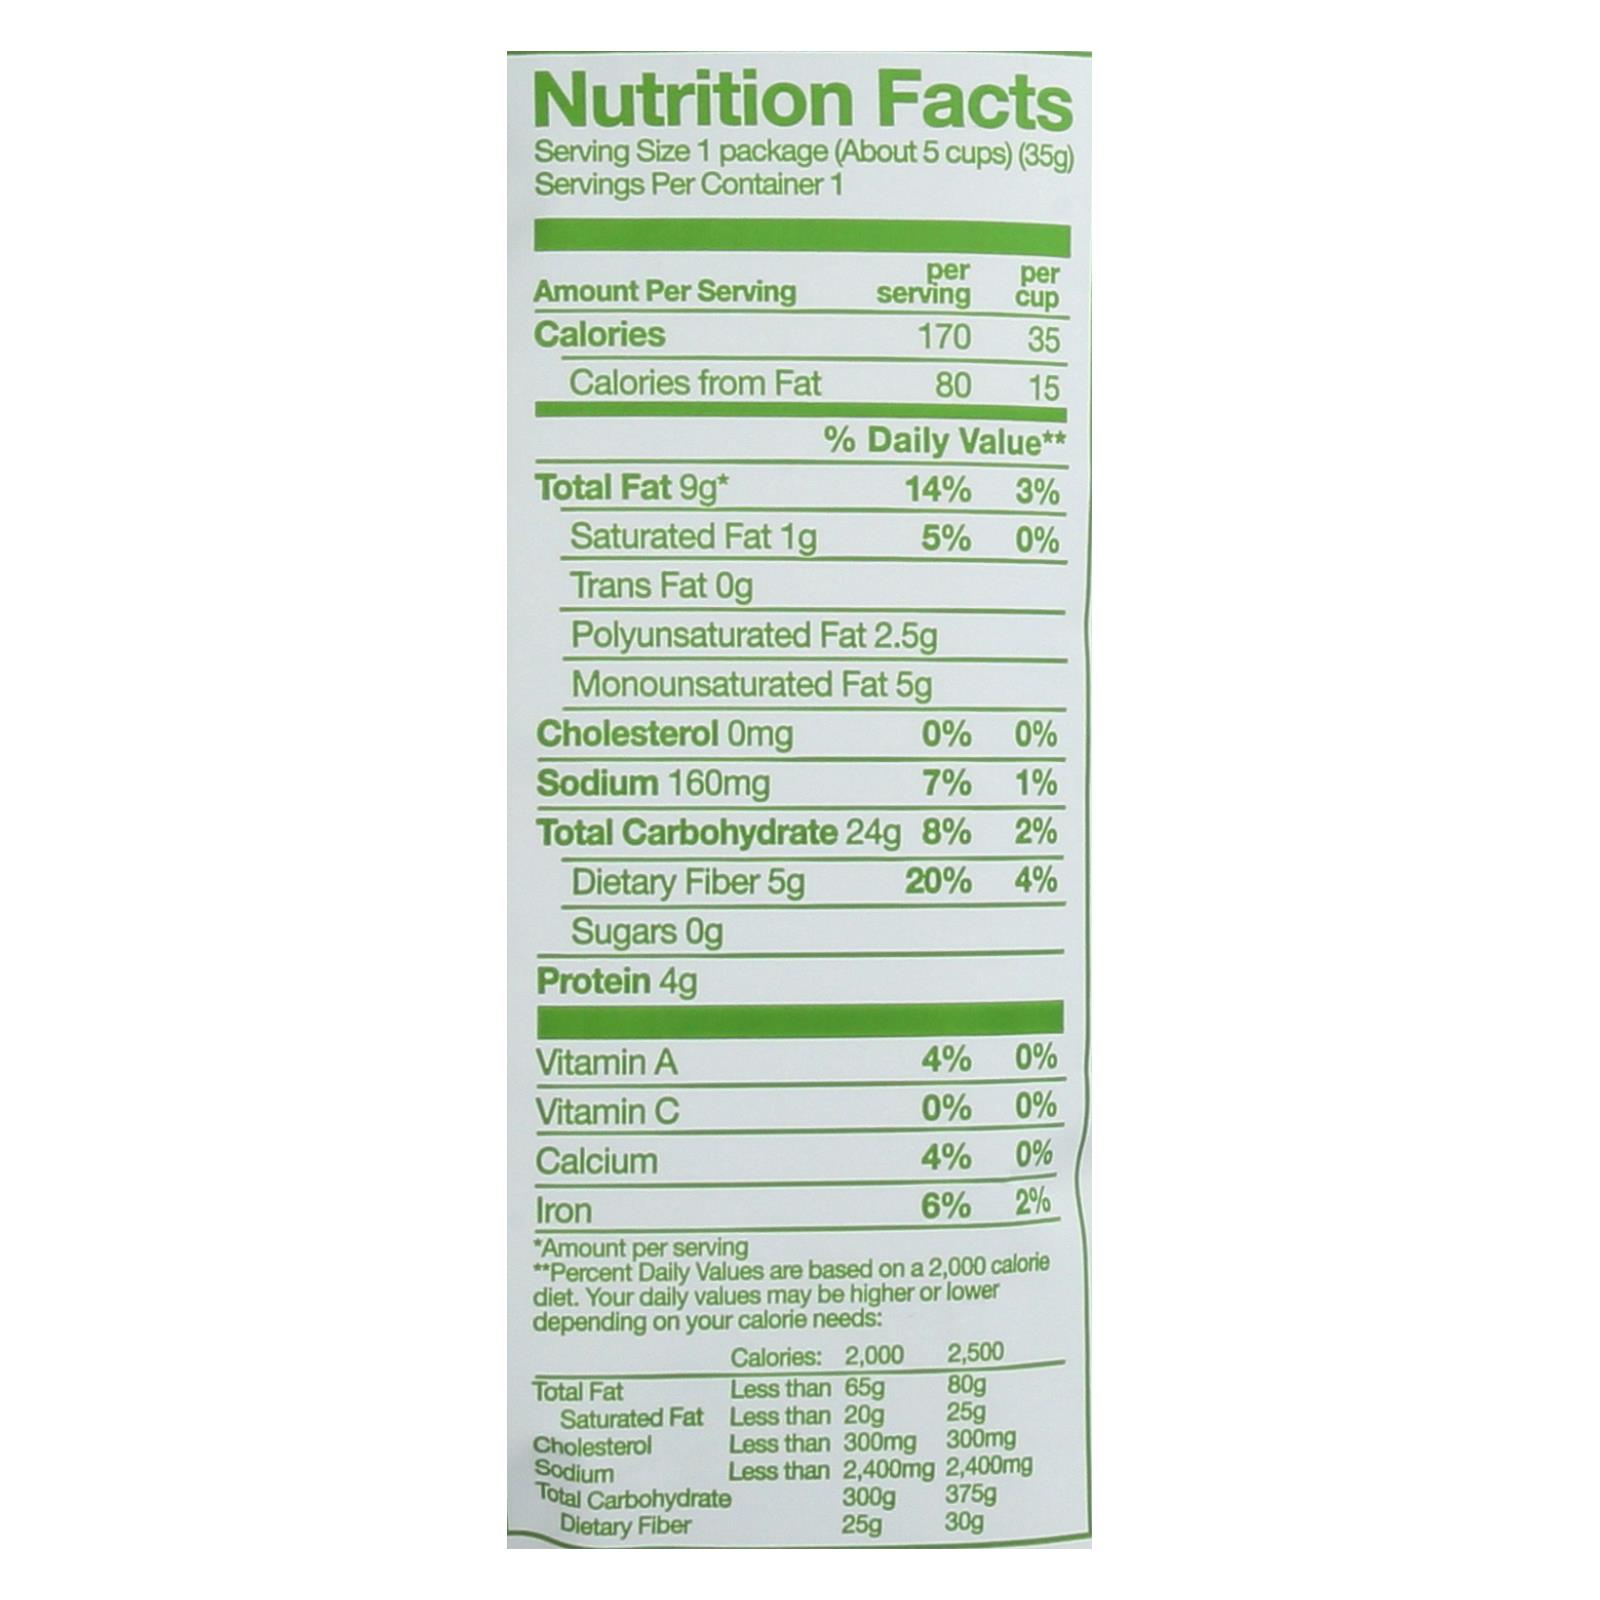 Nutrition Facts
Serving Size 1 package (About 5 cups) (35g)
Servings Per Container 1
Amount Per Serving per serving per cup
Calories 170 35
Calories from Fat 80 15
% Daily Value**
Total Fat 9g* 14% 3%
Saturated Fat 1g 5% 0%
Trans Fat 0g
Polyunsaturated Fat 2.5g
Monounsaturated Fat 5g
Cholesterol 0mg 0% 0%
Sodium 160mg 7% 1%
Total Carbohydrate 24g 8% 2%
Dietary Fiber 5g 20% 4%
Sugars 0g
Protein 4g
Vitamin A 4% 0%
Vitamin C 0% 0%
Calcium 4% 0%
Iron 6% 2%
*Amount per serving
**Percent Daily Values are based on a 2,000 calorie
diet. Your daily values may be higher or lower
depending on your calorie needs:
Calories: 2,000 2,500
Total Fat Less than 65g 80g
Saturated Fat Less than 20g 25g
Cholesterol Less than 300mg 300mg
Sodium Less than 2,400mg 2,400mg
Total Carbohydrate 300g 375g
Dietary Fiber 25g 30g